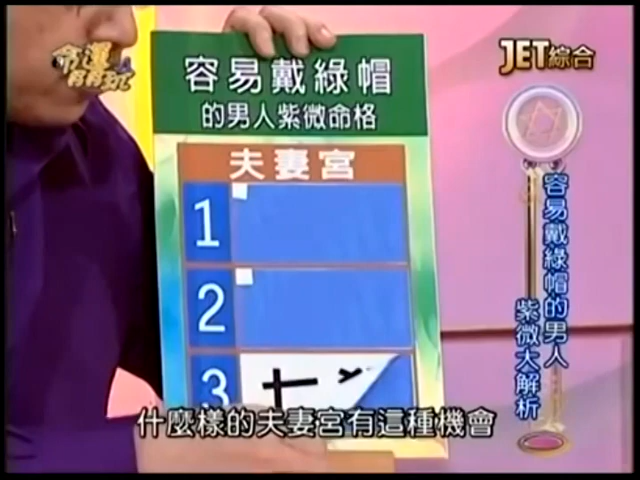 命運好好玩
JET綜合
容易戴綠帽
的男人紫微命格
夫妻宮
1
2
3
什麼樣的夫妻宮有這種機會
容易戴綠帽的男人
紫微大解析